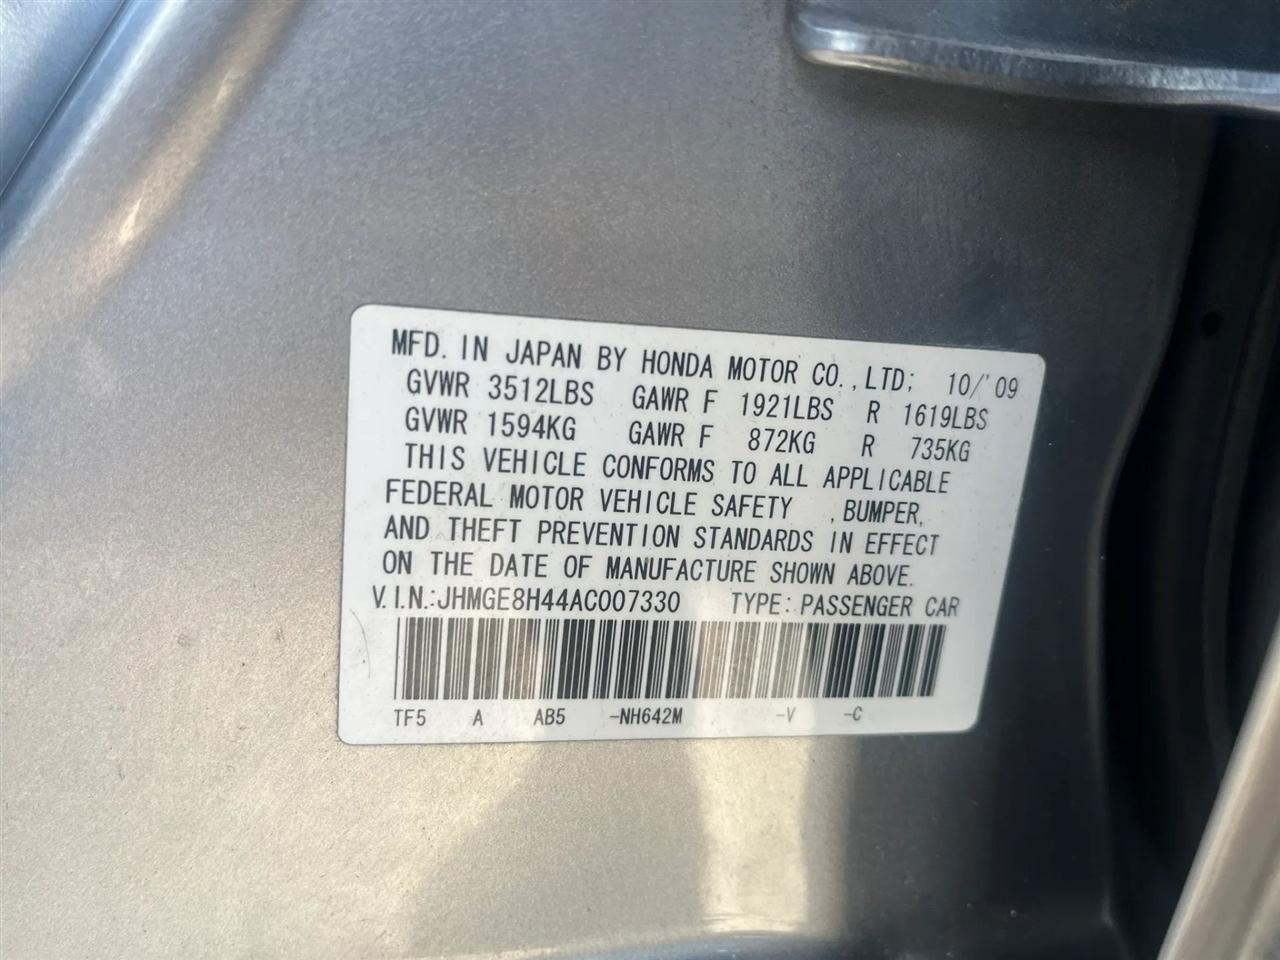 MFD. IN JAPAN BY HONDA MOTOR CO., LTD; 10/'09
GVWR 3512LBS GAWR F 1921LBS R 1619LBS
GVWR 1594KG GAWR F 872KG R 735KG
THIS VEHICLE CONFORMS TO ALL APPLICABLE
FEDERAL MOTOR VEHICLE SAFETY , BUMPER,
AND THEFT PREVENTION STANDARDS IN EFFECT
ON THE DATE OF MANUFACTURE SHOWN ABOVE.
V.I.N.:JHMGE8H44AC007330 TYPE: PASSENGER CAR
TF5 A AB5 -NH642M -V -C